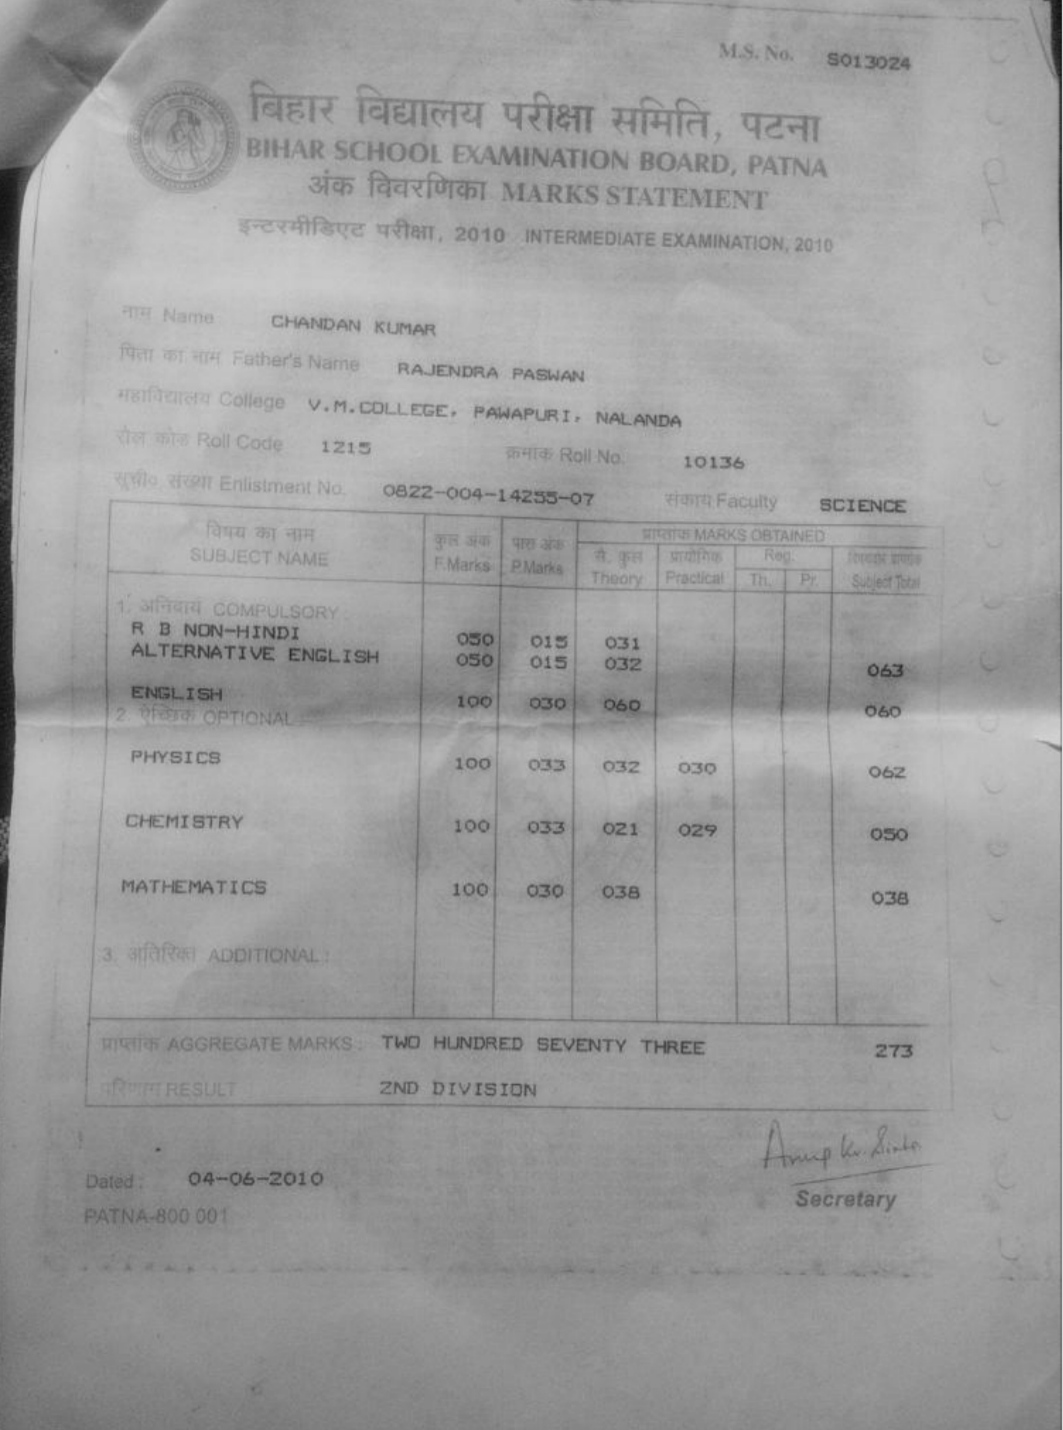 M.S. No. S013024
बिहार विद्यालय परीक्षा समिति, पटना
BIHAR SCHOOL EXAMINATION BOARD, PATNA
अंक विवरणिका MARKS STATEMENT
इन्टरमीडिएट परीक्षा, 2010 INTERMEDIATE EXAMINATION, 2010
नाम Name CHANDAN KUMAR
पिता का नाम Father's Name RAJENDRA PASWAN
महाविद्यालय College V.M.COLLEGE, PAWAPURI, NALANDA
रोल कोड Roll Code 1215 क्रमांक Roll No. 10136
सूची० संख्या Enlistment No. 0822-004-14255-07 संकाय Faculty SCIENCE
विषय का नाम कुल अंक पास अंक प्राप्तांक MARKS OBTAINED
SUBJECT NAME F.Marks P.Marks सै. कुल प्रायोगिक Reg.
Theory Practical Th. Pr. Subject Total
1. अनिवार्य COMPULSORY :
R B NON-HINDI 050 015 031
ALTERNATIVE ENGLISH 050 015 032 063
ENGLISH 100 030 060 060
2. ऐच्छिक OPTIONAL :
PHYSICS 100 033 032 030 062
CHEMISTRY 100 033 021 029 050
MATHEMATICS 100 030 038 038
3. अतिरिक्त ADDITIONAL :
प्राप्तांक AGGREGATE MARKS : TWO HUNDRED SEVENTY THREE 273
परिणाम RESULT 2ND DIVISION
Dated : 04-06-2010
Secretary
PATNA-800 001